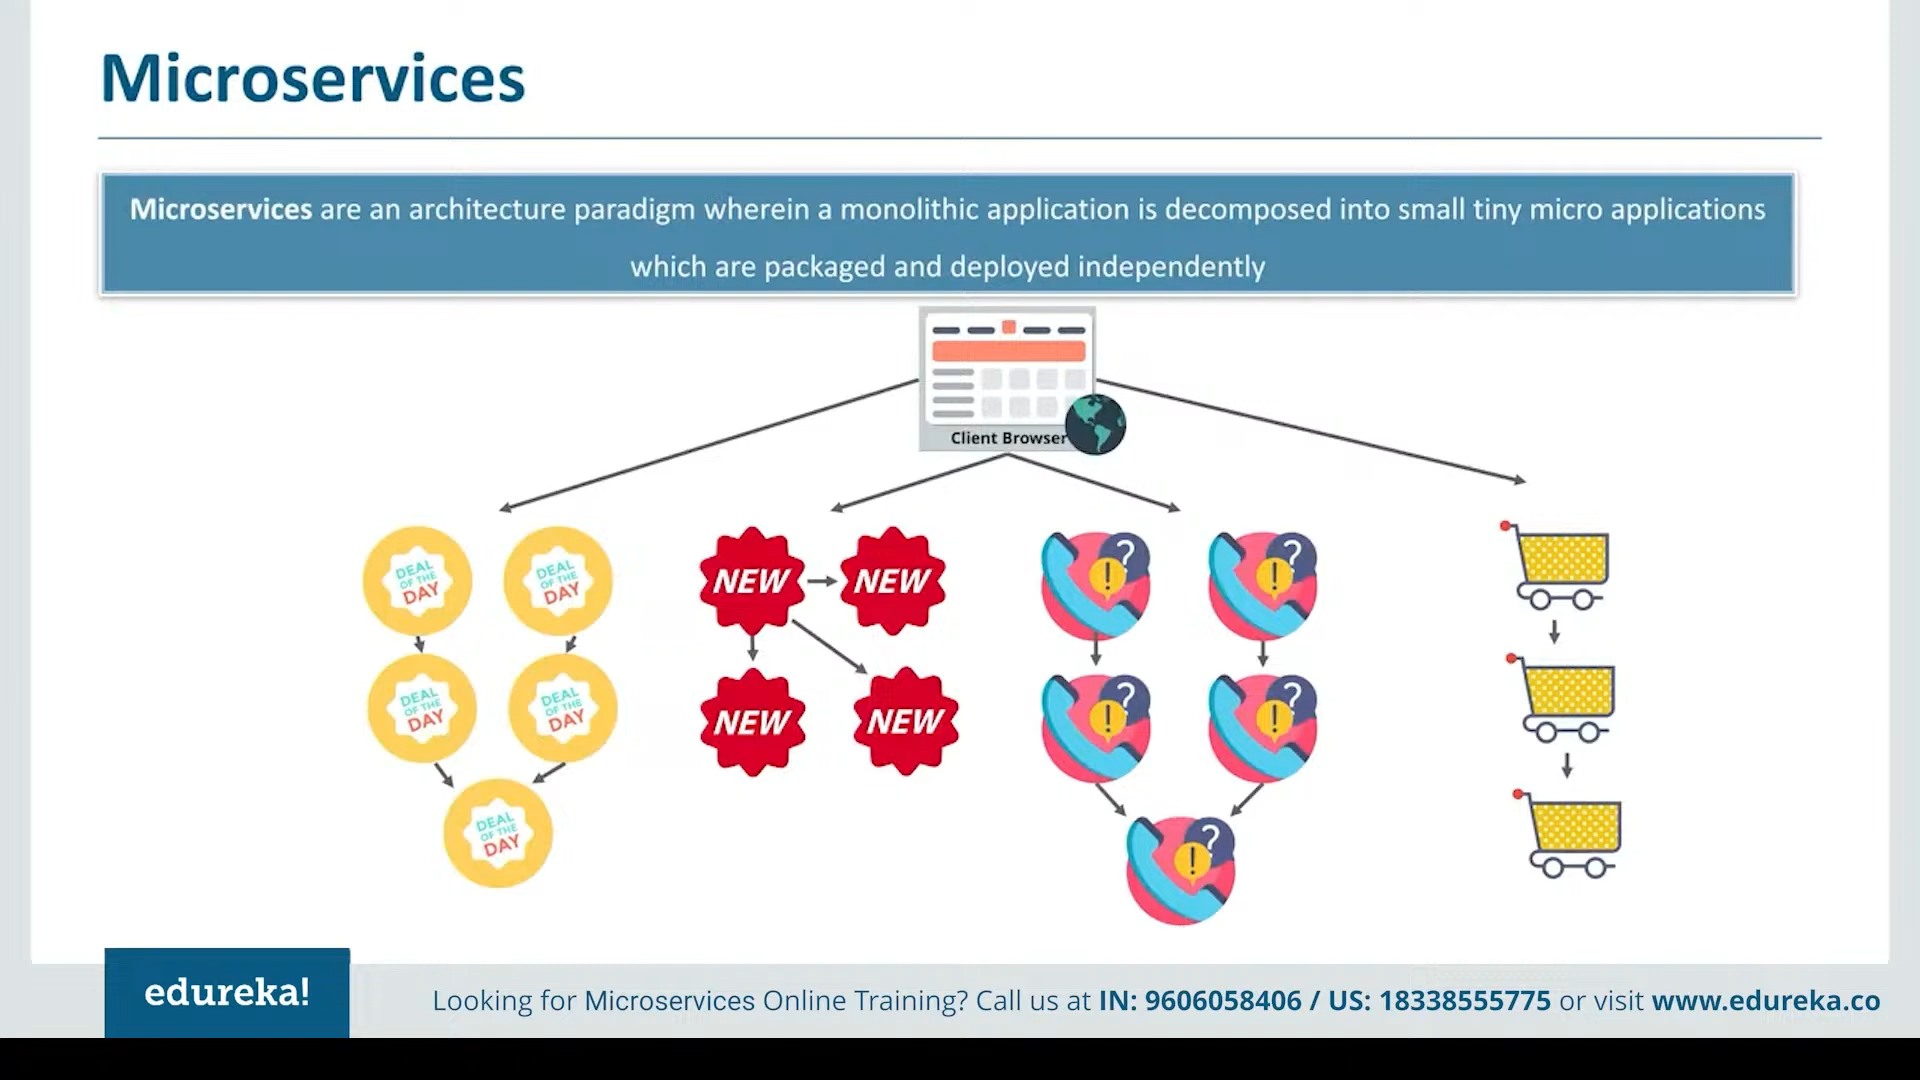 Microservices
Microservices are an architecture paradigm wherein a monolithic application is decomposed into small tiny micro applications
which are packaged and deployed independently
Client Browser
DEAL
OF THE
DAY
DEAL
OF THE
DAY
NEW
NEW
?
!
?
!
DEAL
OF THE
DAY
DEAL
OF THE
DAY
NEW
NEW
?
!
?
!
DEAL
OF THE
DAY
?
!
edureka!
Looking for Microservices Online Training? Call us at IN: 9606058406 / US: 18338555775 or visit www.edureka.co